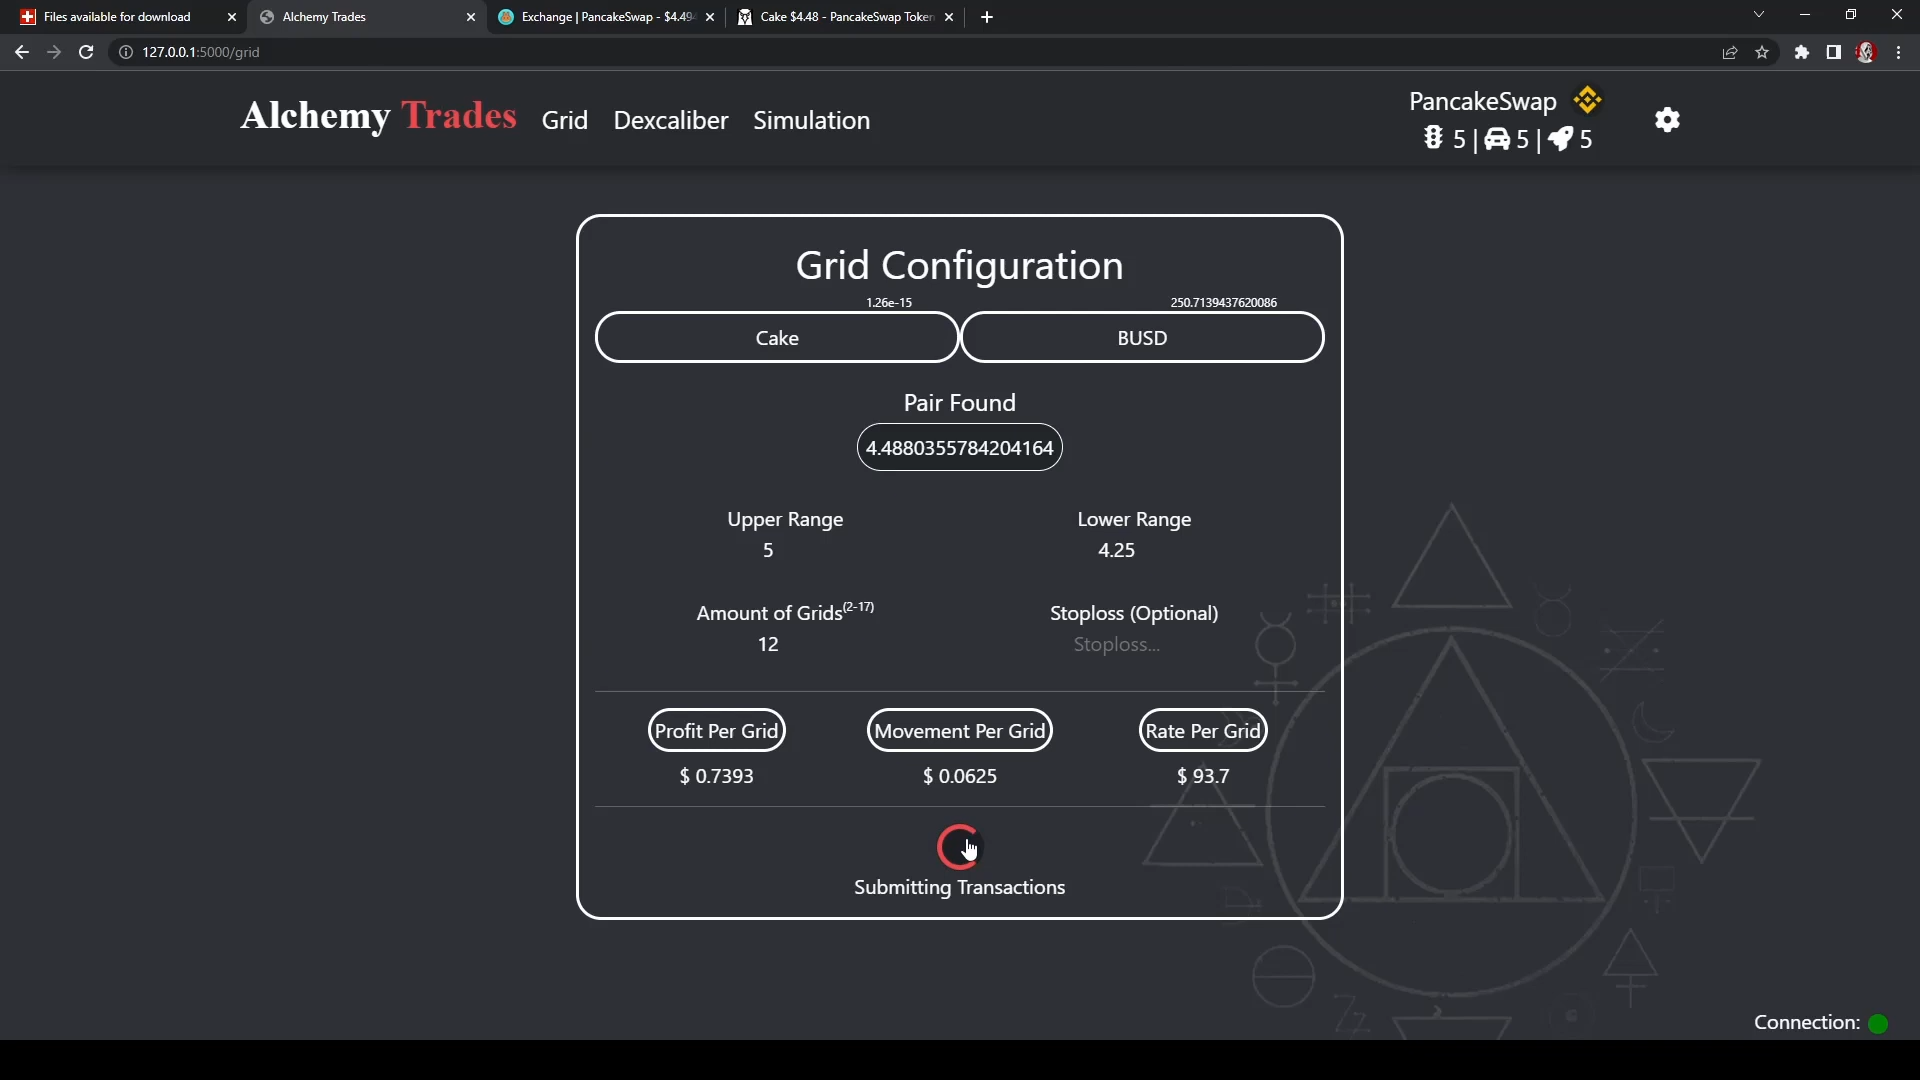 Files available for download
Alchemy Trades
Exchange | PancakeSwap - $4.494
Cake $4.48 - PancakeSwap Token
127.0.0.1:5000/grid
Alchemy Trades
Grid
Dexcaliber
Simulation
PancakeSwap
5 | 5 | 5
Grid Configuration
1.26e-15
250.7139437620086
Cake
BUSD
Pair Found
4.4880355784204164
Upper Range
Lower Range
5
4.25
Amount of Grids(2-17)
Stoploss (Optional)
12
Stoploss...
Profit Per Grid
Movement Per Grid
Rate Per Grid
$ 0.7393
$ 0.0625
$ 93.7
Submitting Transactions
Connection: